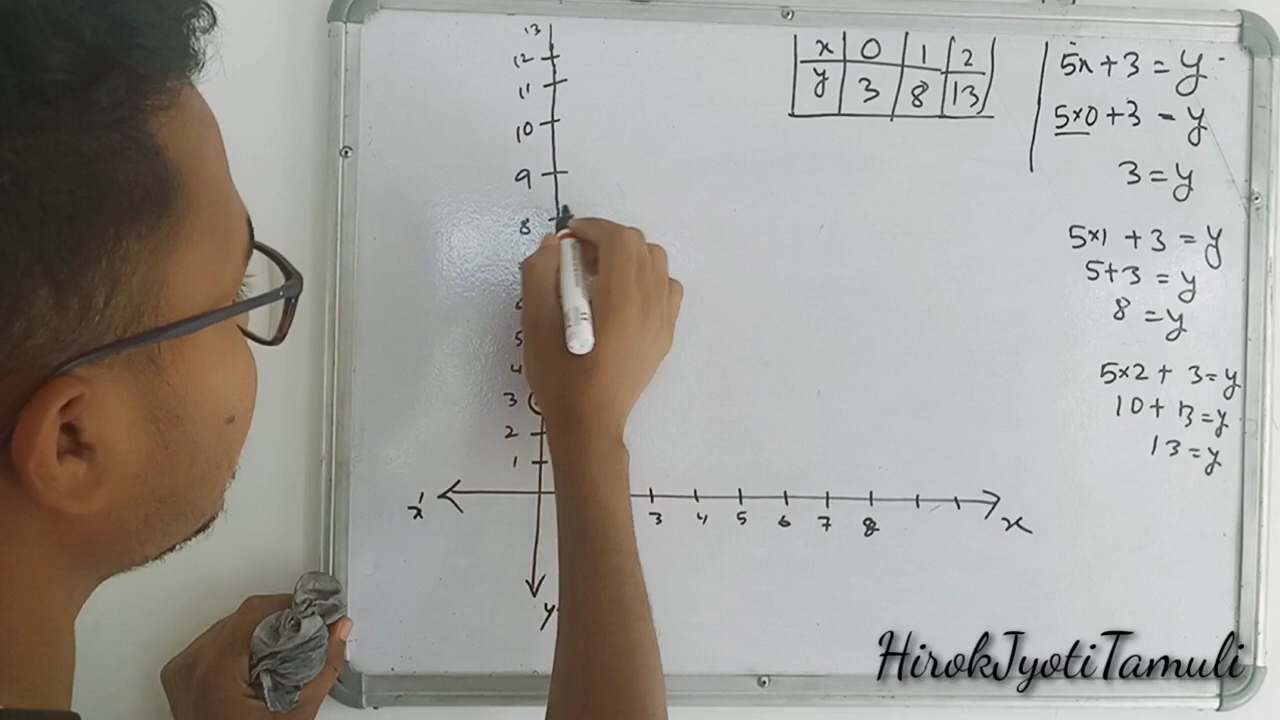 13
12
11
10
9
8
5
4
3
2
1
x 0 1 2
y 3 8 13
5x + 3 = y
5×0 + 3 = y
3 = y
5×1 + 3 = y
5+3 = y
8 = y
5×2 + 3 = y
10 + 3 = y
13 = y
x' x
3 4 5 6 7 8
y
HirokJyotiTamuli